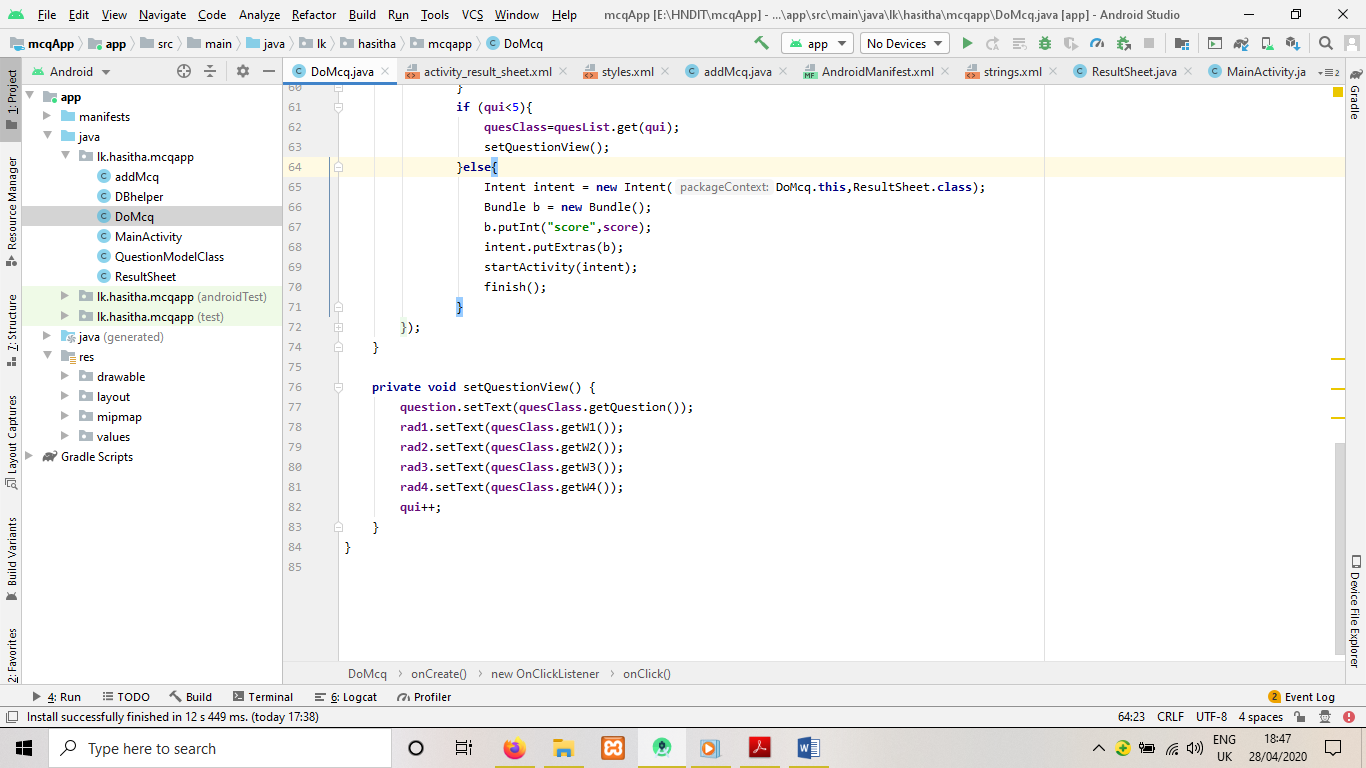 File Edit View Navigate Code Analyze Refactor Build Run Tools VCS Window Help mcqApp [E:\HNDIT\mcqApp] - ...\app\src\main\java\lk\hasitha\mcqapp\DoMcq.java [app] - Android Studio
mcqApp app src main java lk hasitha mcqapp DoMcq app No Devices
Android
DoMcq.java activity_result_sheet.xml styles.xml addMcq.java AndroidManifest.xml strings.xml ResultSheet.java MainActivity.ja
1: Project
Resource Manager
7: Structure
Layout Captures
Build Variants
2: Favorites
app
manifests
java
lk.hasitha.mcqapp
addMcq
DBhelper
DoMcq
MainActivity
QuestionModelClass
ResultSheet
lk.hasitha.mcqapp (androidTest)
lk.hasitha.mcqapp (test)
java (generated)
res
drawable
layout
mipmap
values
Gradle Scripts
60 }
61 if (qui<5){
62 quesClass=quesList.get(qui);
63 setQuestionView();
64 }else{
65 Intent intent = new Intent( packageContext: DoMcq.this,ResultSheet.class);
66 Bundle b = new Bundle();
67 b.putInt("score",score);
68 intent.putExtras(b);
69 startActivity(intent);
70 finish();
71 }
72 });
74 }
75
76 private void setQuestionView() {
77 question.setText(quesClass.getQuestion());
78 rad1.setText(quesClass.getW1());
79 rad2.setText(quesClass.getW2());
80 rad3.setText(quesClass.getW3());
81 rad4.setText(quesClass.getW4());
82 qui++;
83 }
84 }
85
Gradle
Device File Explorer
DoMcq onCreate() new OnClickListener onClick()
4: Run TODO Build Terminal 6: Logcat Profiler 2 Event Log
Install successfully finished in 12 s 449 ms. (today 17:38) 64:23 CRLF UTF-8 4 spaces
Type here to search
ENG
UK
18:47
28/04/2020